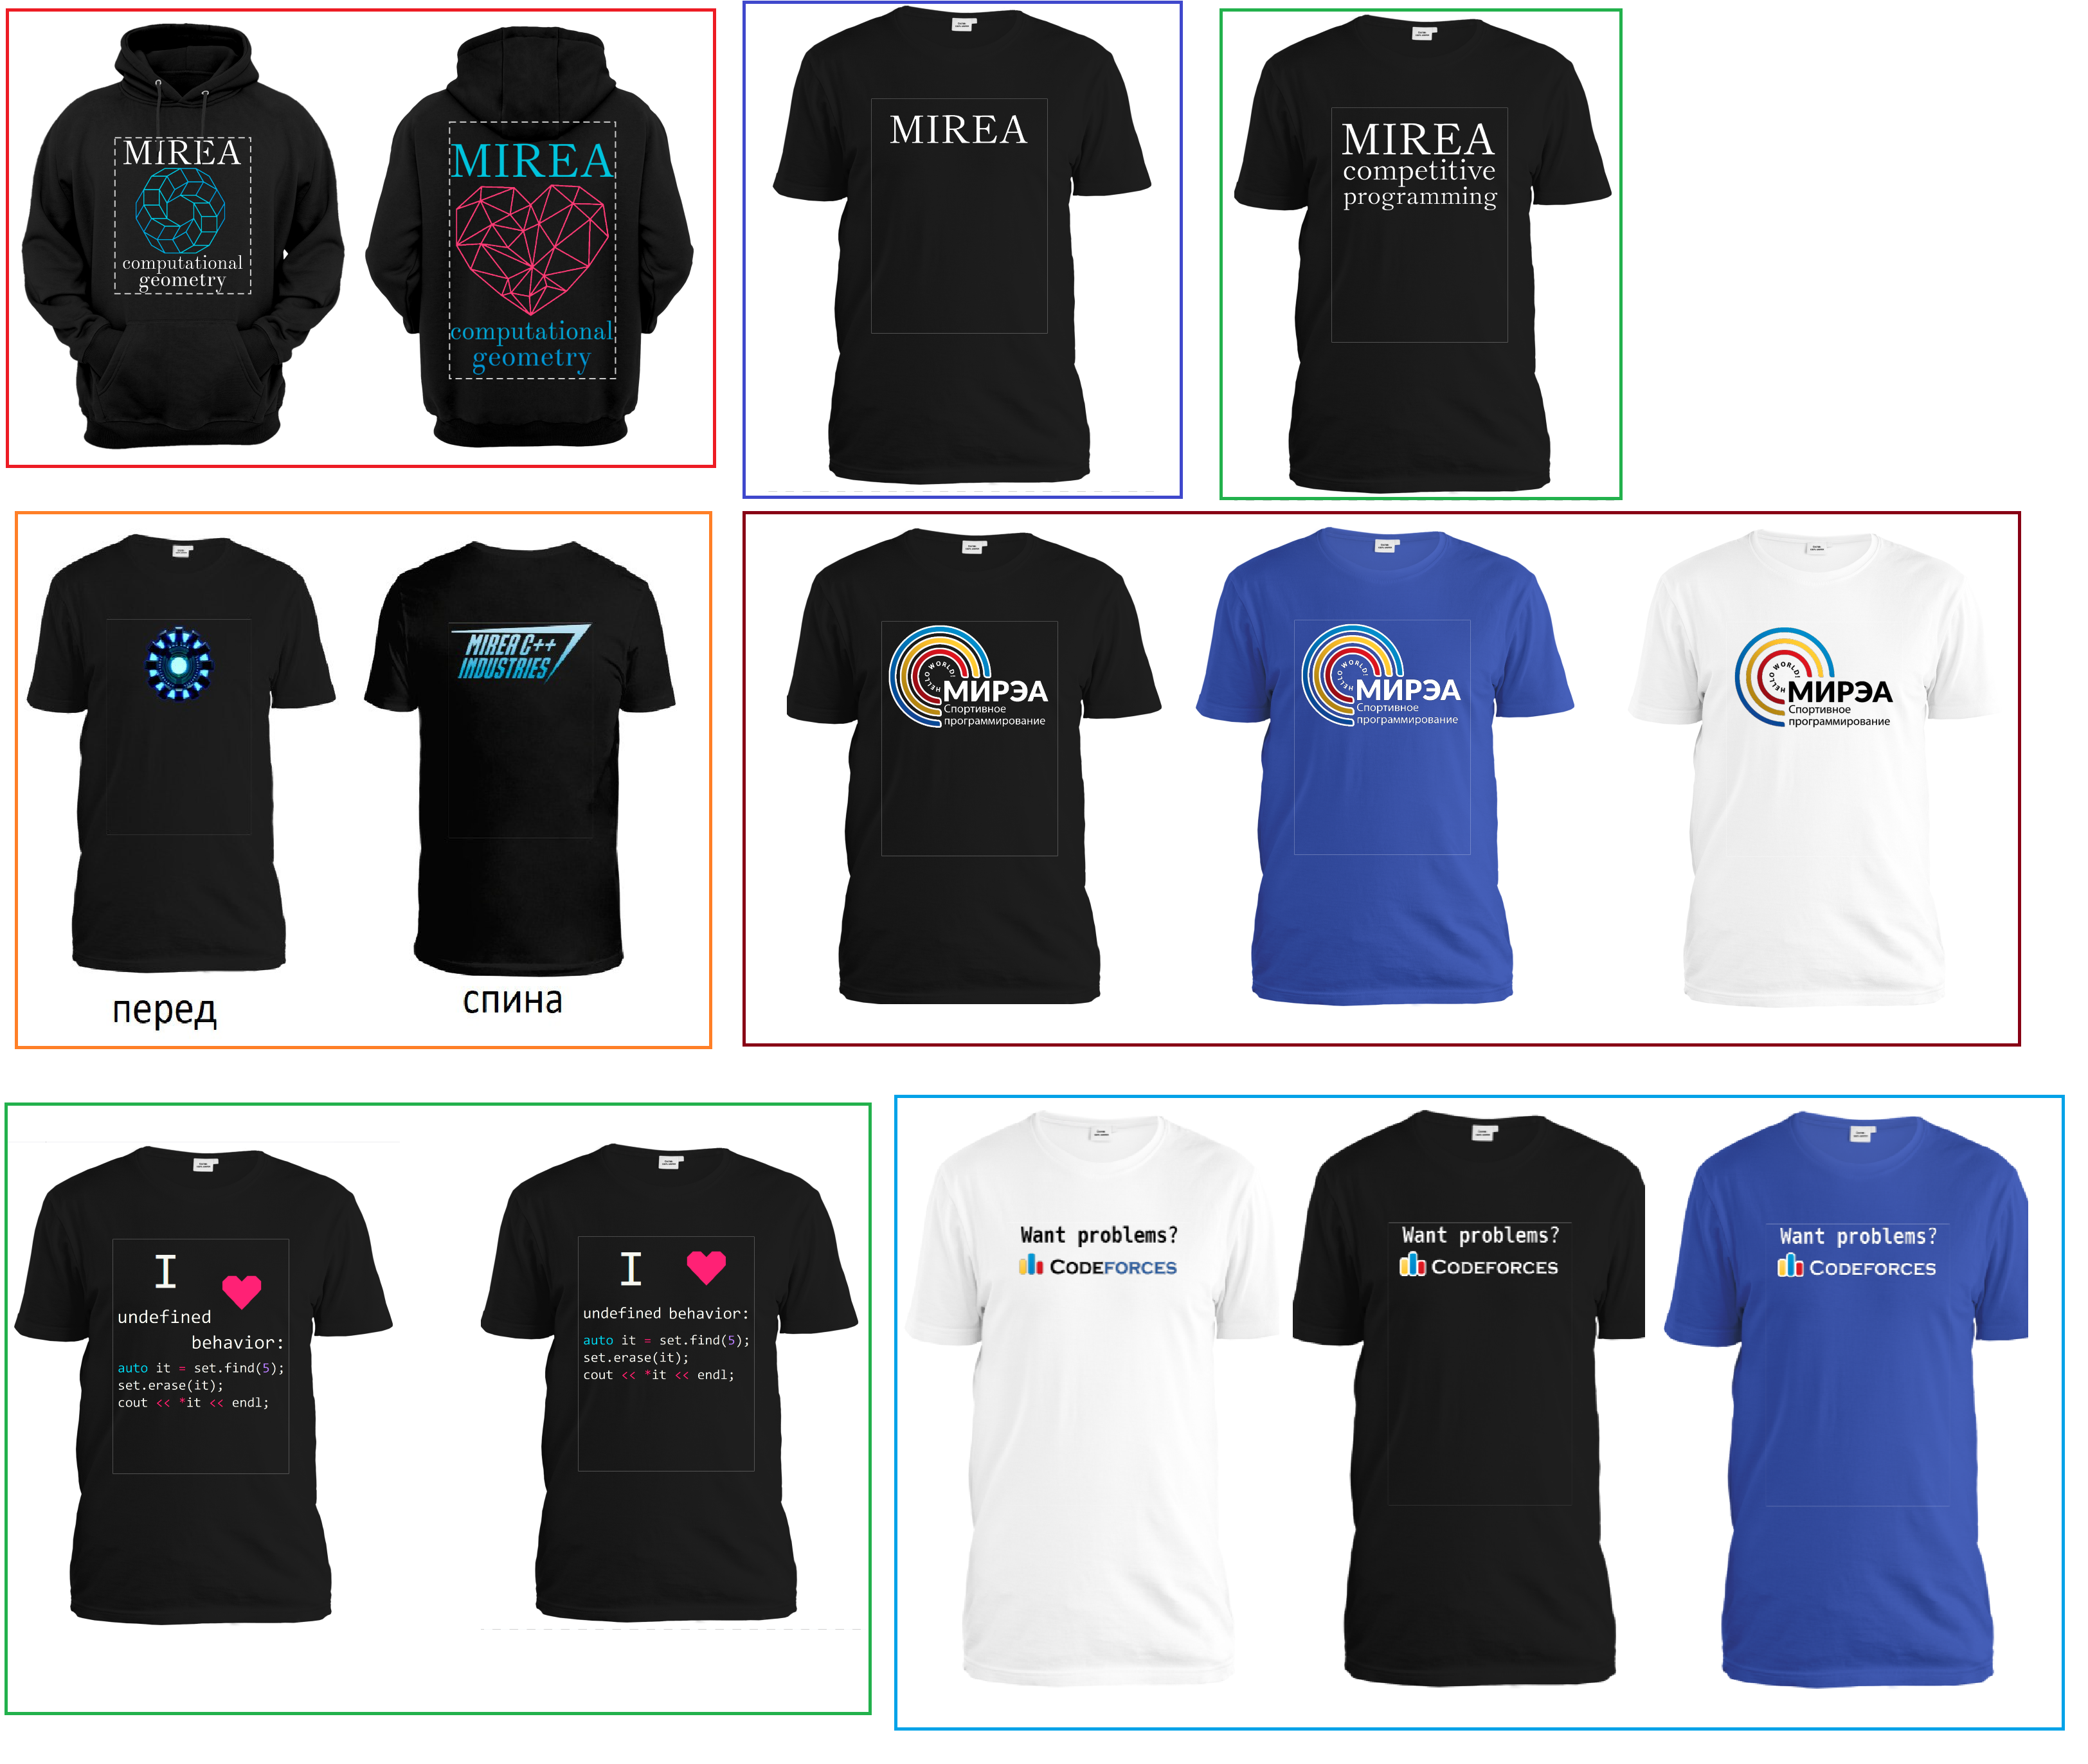 MIREA
computational
geometry
MIREA
computational
geometry
MIREA
MIREA
competitive
programming
MIREA C++
INDUSTRIES
перед
спина
HELLO WORLD!
МИРЭА
Спортивное
программирование
HELLO WORLD!
МИРЭА
Спортивное
программирование
HELLO WORLD!
МИРЭА
Спортивное
программирование
I
undefined
behavior:
auto it = set.find(5);
set.erase(it);
cout << *it << endl;
I
undefined behavior:
auto it = set.find(5);
set.erase(it);
cout << *it << endl;
Want problems?
CODEFORCES
Want problems?
CODEFORCES
Want problems?
CODEFORCES